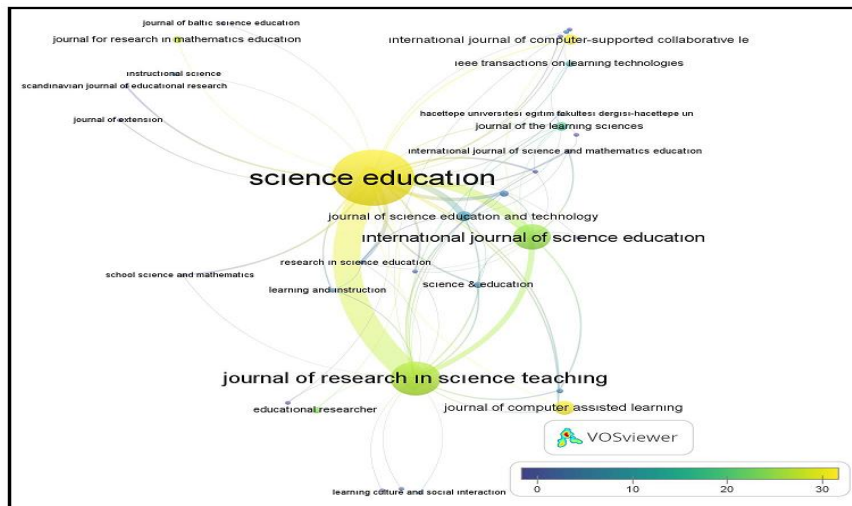 journal of baltic science education
journal for research in mathematics education
international journal of computer-supported collaborative le
ieee transactions on learning technologies
instructional science
scandinavian journal of educational research
journal of extension
hacettepe universitesi egitim fakultesi dergisi-hacettepe un
journal of the learning sciences
international journal of science and mathematics education
science education
journal of science education and technology
international journal of science education
research in science education
school science and mathematics
learning and instruction
science & education
journal of research in science teaching
educational researcher
journal of computer assisted learning
VOSviewer
learning culture and social interaction
0 10 20 30